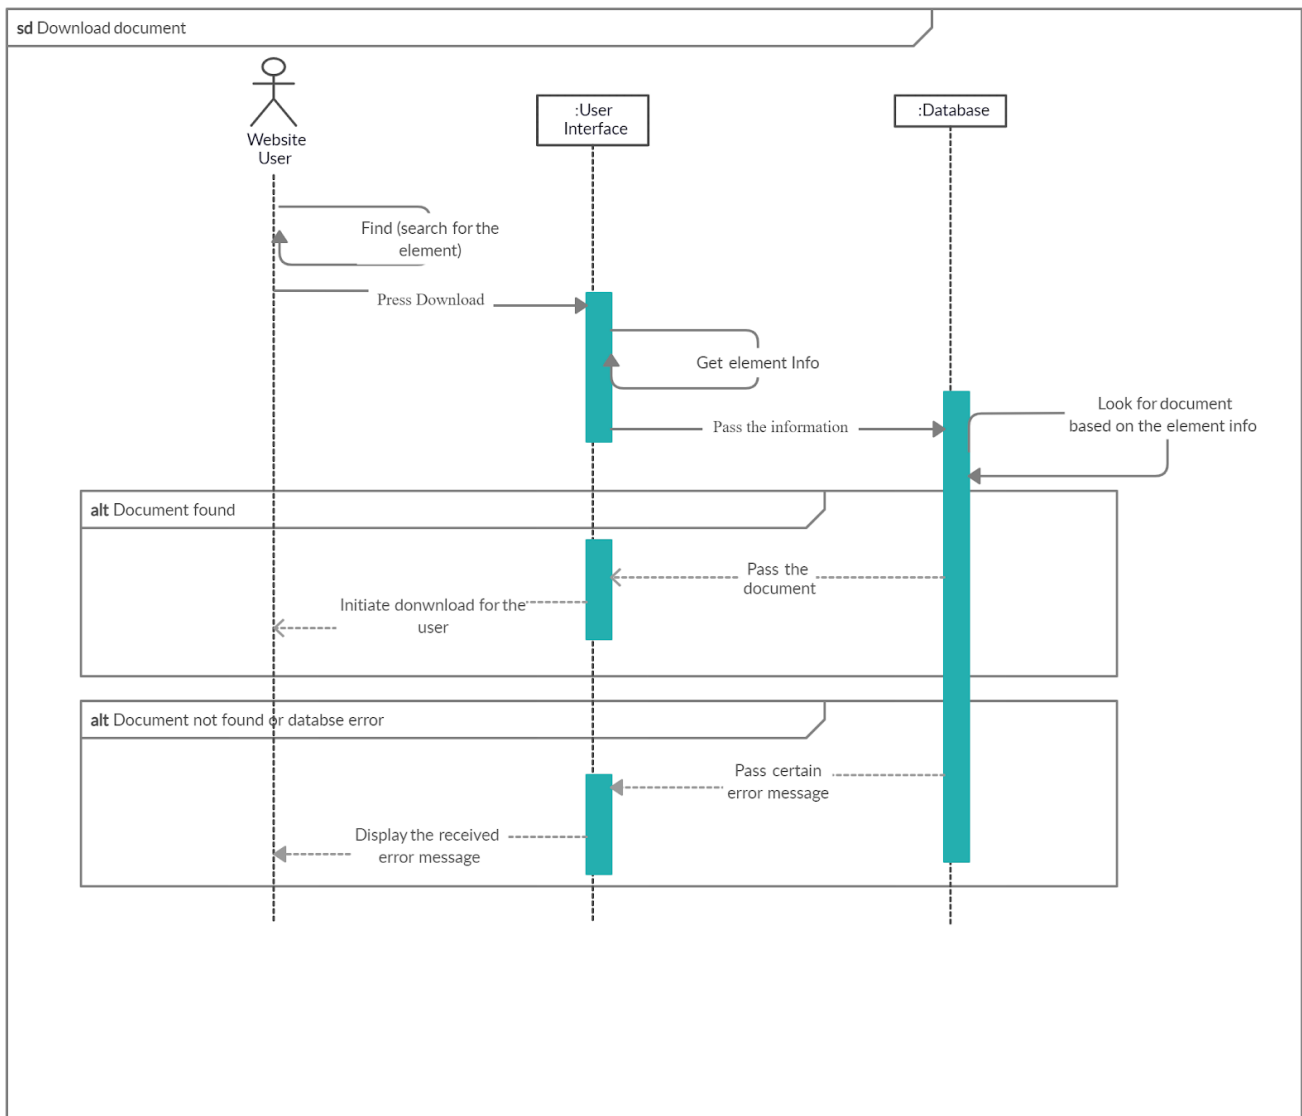 sd Download document
Website
User
:User
Interface
:Database
Find (search for the
element)
Press Download
Get element Info
Look for document
based on the element info
Pass the information
alt Document found
Pass the
document
Initiate donwnload for the
user
alt Document not found or databse error
Pass certain
error message
Display the received
error message